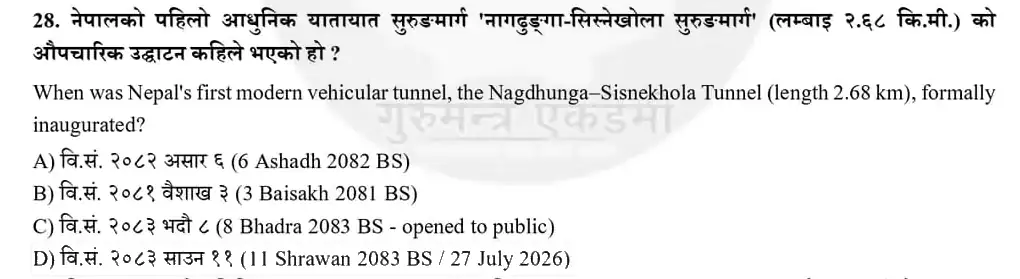 28. नेपालको पहिलो आधुनिक यातायात सुरुङमार्ग 'नागढुङ्गा-सिस्नेखोला सुरुङमार्ग' (लम्बाइ २.६८ कि.मी.) को
औपचारिक उद्घाटन कहिले भएको हो ?
When was Nepal's first modern vehicular tunnel, the Nagdhunga–Sisnekhola Tunnel (length 2.68 km), formally
inaugurated?
गुरुमन्त्र एकेडेमी
A) वि.सं. २०८२ असार ६ (6 Ashadh 2082 BS)
B) वि.सं. २०८१ वैशाख ३ (3 Baisakh 2081 BS)
C) वि.सं. २०८३ भदौ ८ (8 Bhadra 2083 BS - opened to public)
D) वि.सं. २०८३ साउन ११ (11 Shrawan 2083 BS / 27 July 2026)